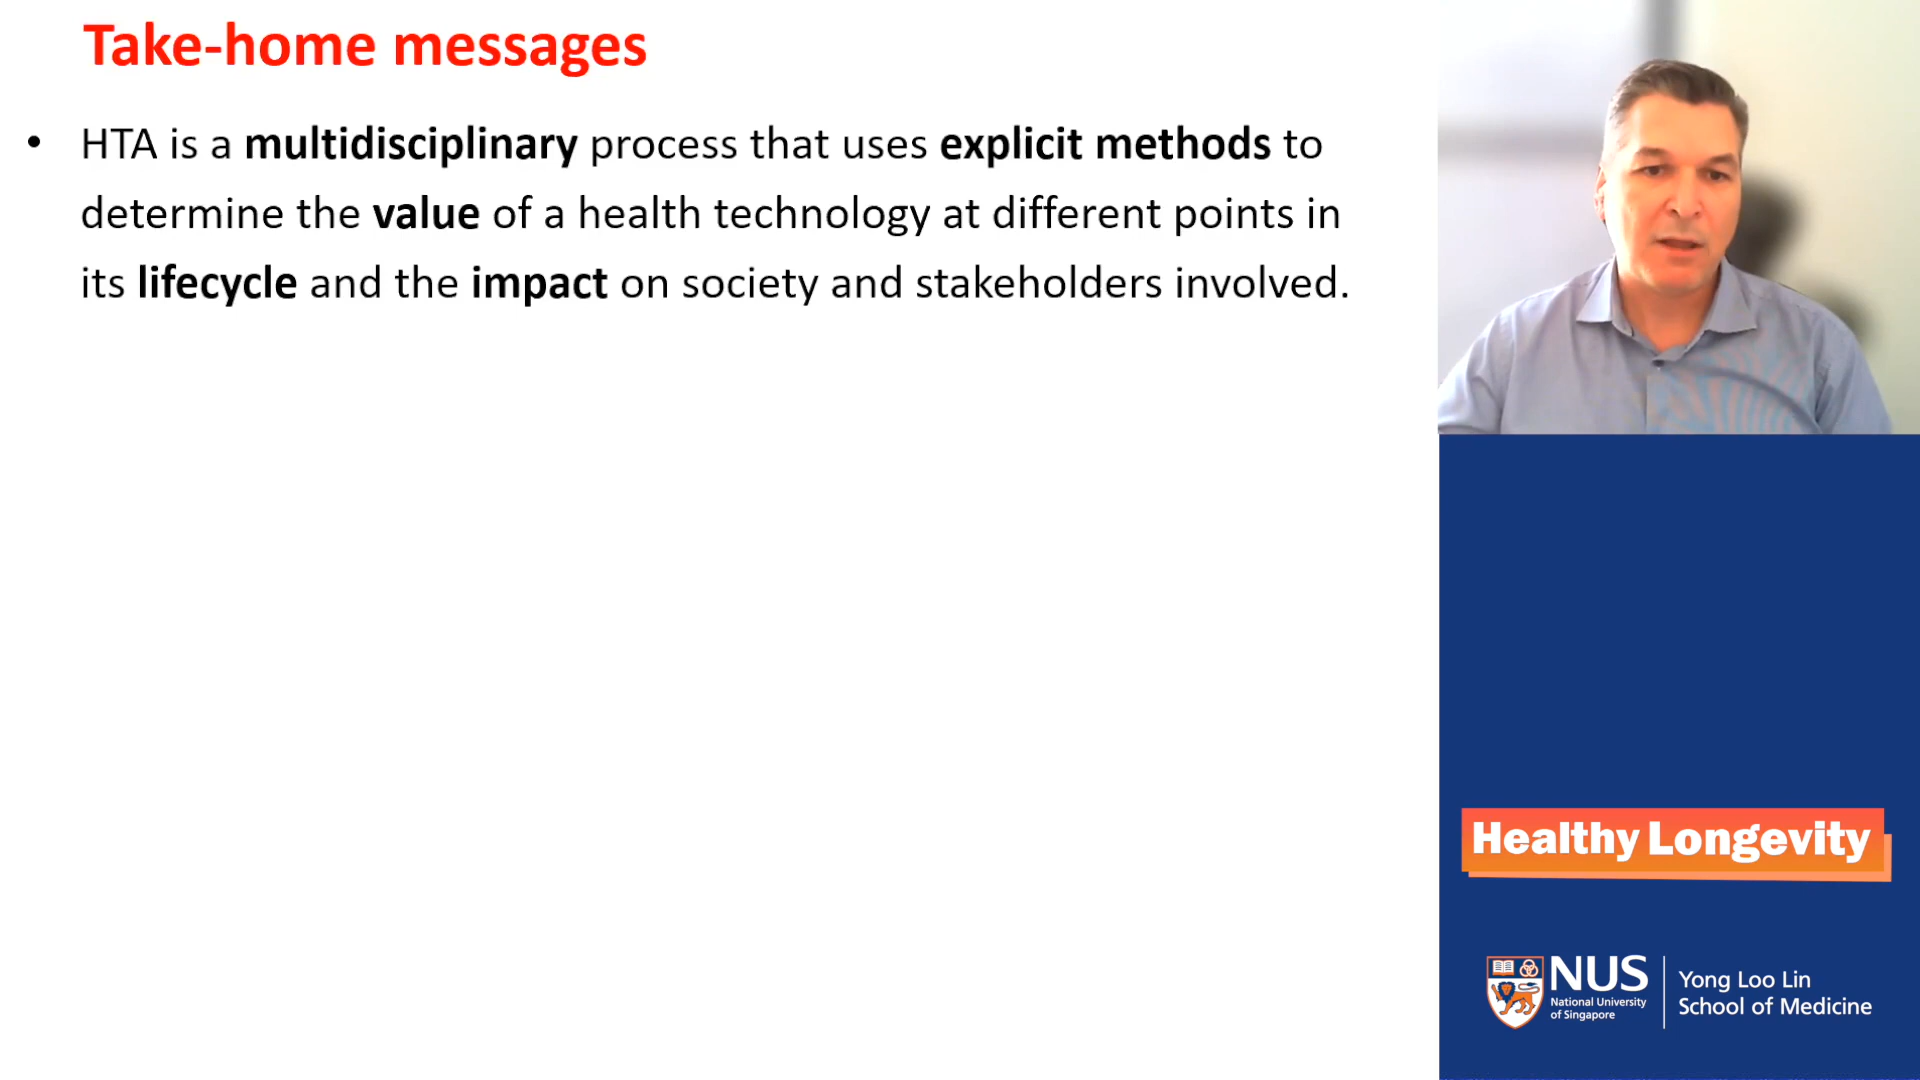 Take-home messages
• HTA is a multidisciplinary process that uses explicit methods to
determine the value of a health technology at different points in
its lifecycle and the impact on society and stakeholders involved.
Healthy Longevity
NUS
National University
of Singapore
Yong Loo Lin
School of Medicine